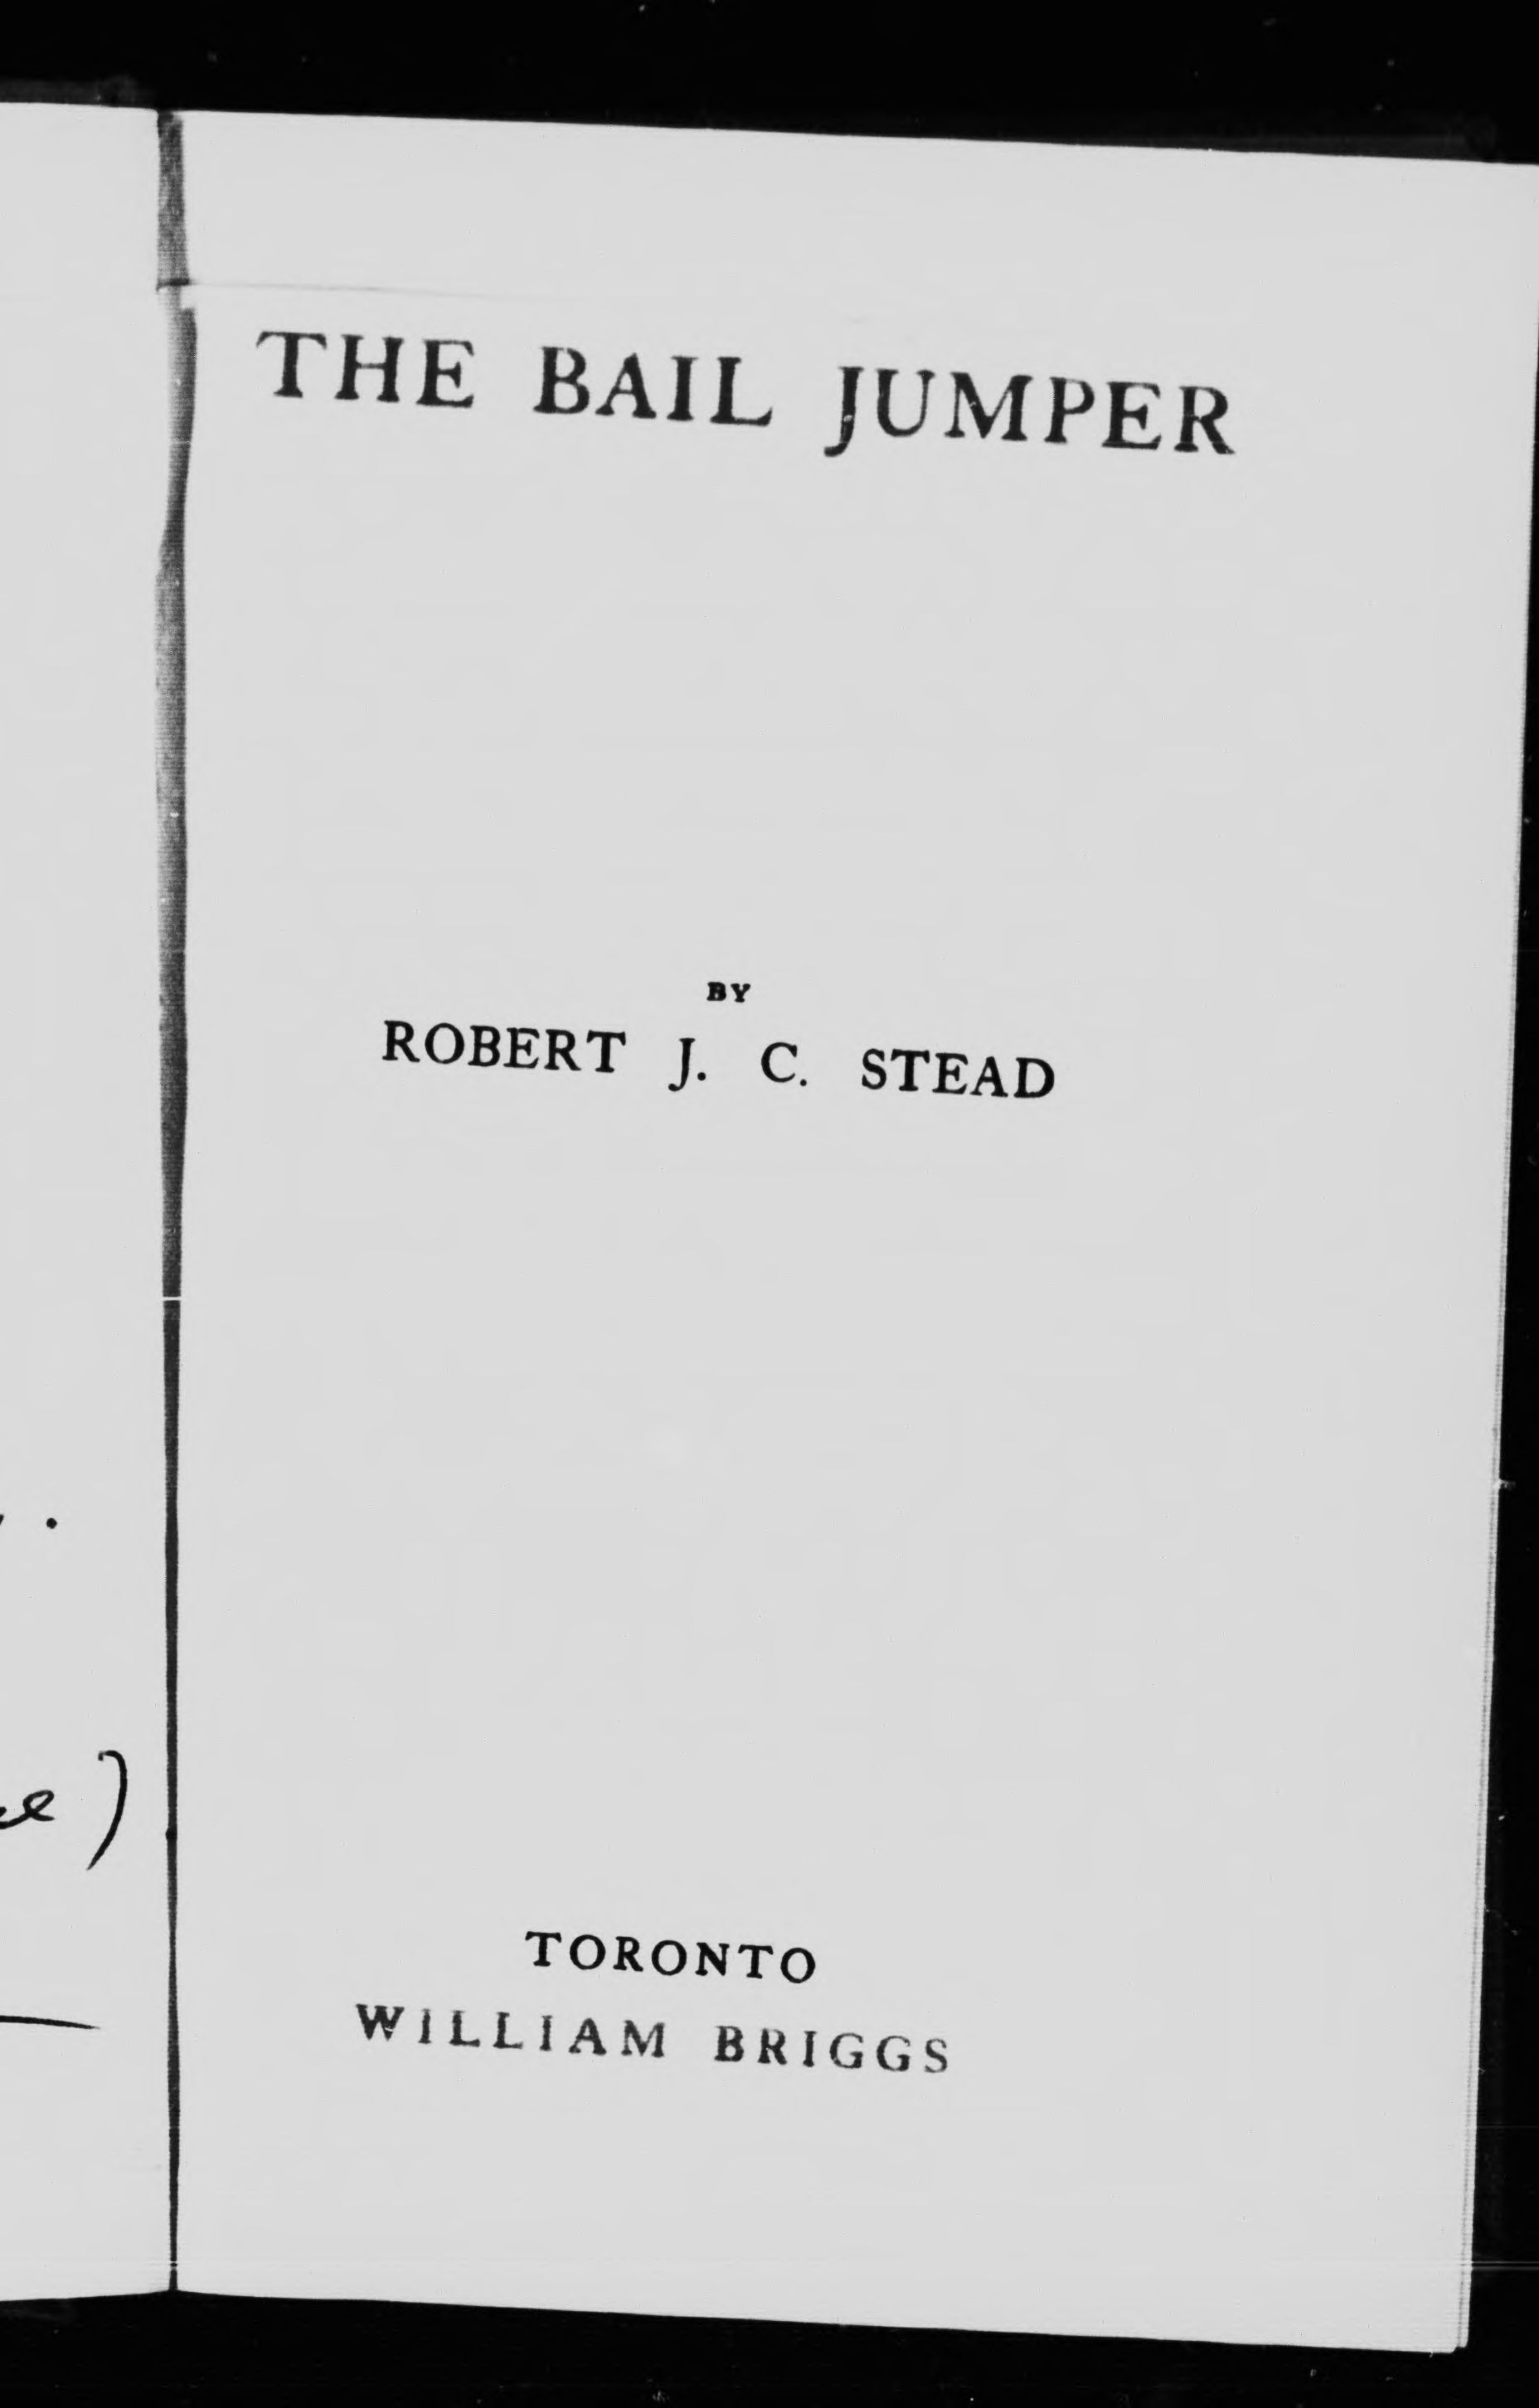 THE BAIL JUMPER
BY
ROBERT J. C. STEAD
TORONTO
WILLIAM BRIGGS